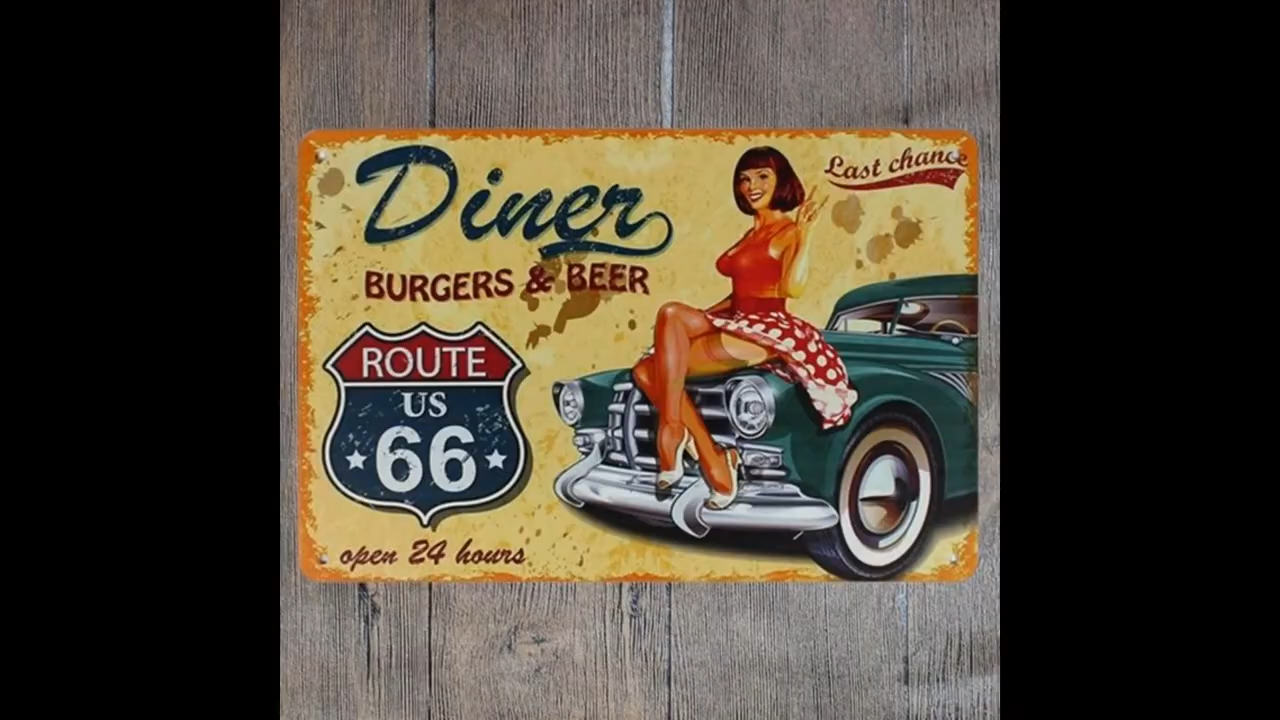 Diner
Last chance
BURGERS & BEER
ROUTE
US
66
open 24 hours